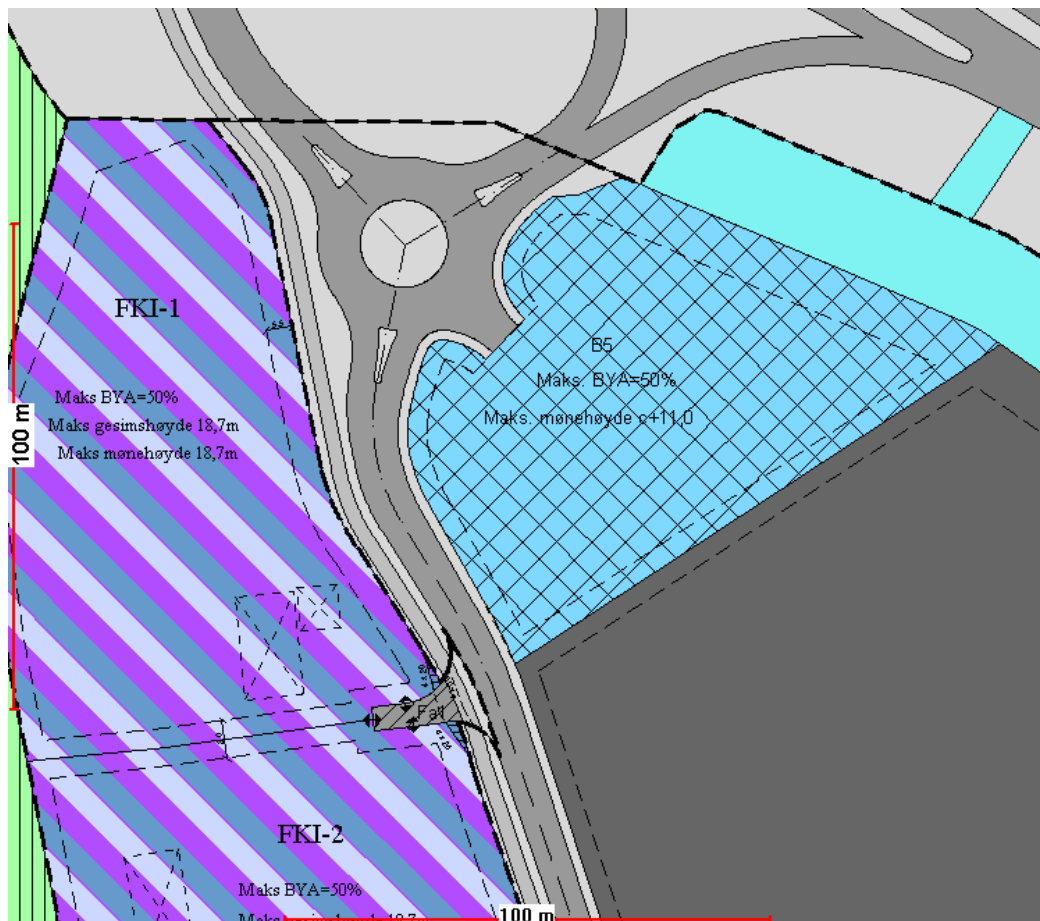 FKI-1
Maks BYA=50%
Maks gesimshøyde 18,7m
Maks mønehøyde 18,7m
B5
Maks. BYA=50%
Maks. mønehøyde c+11,0
100 m
FKI-2
Maks BYA=50%
100 m